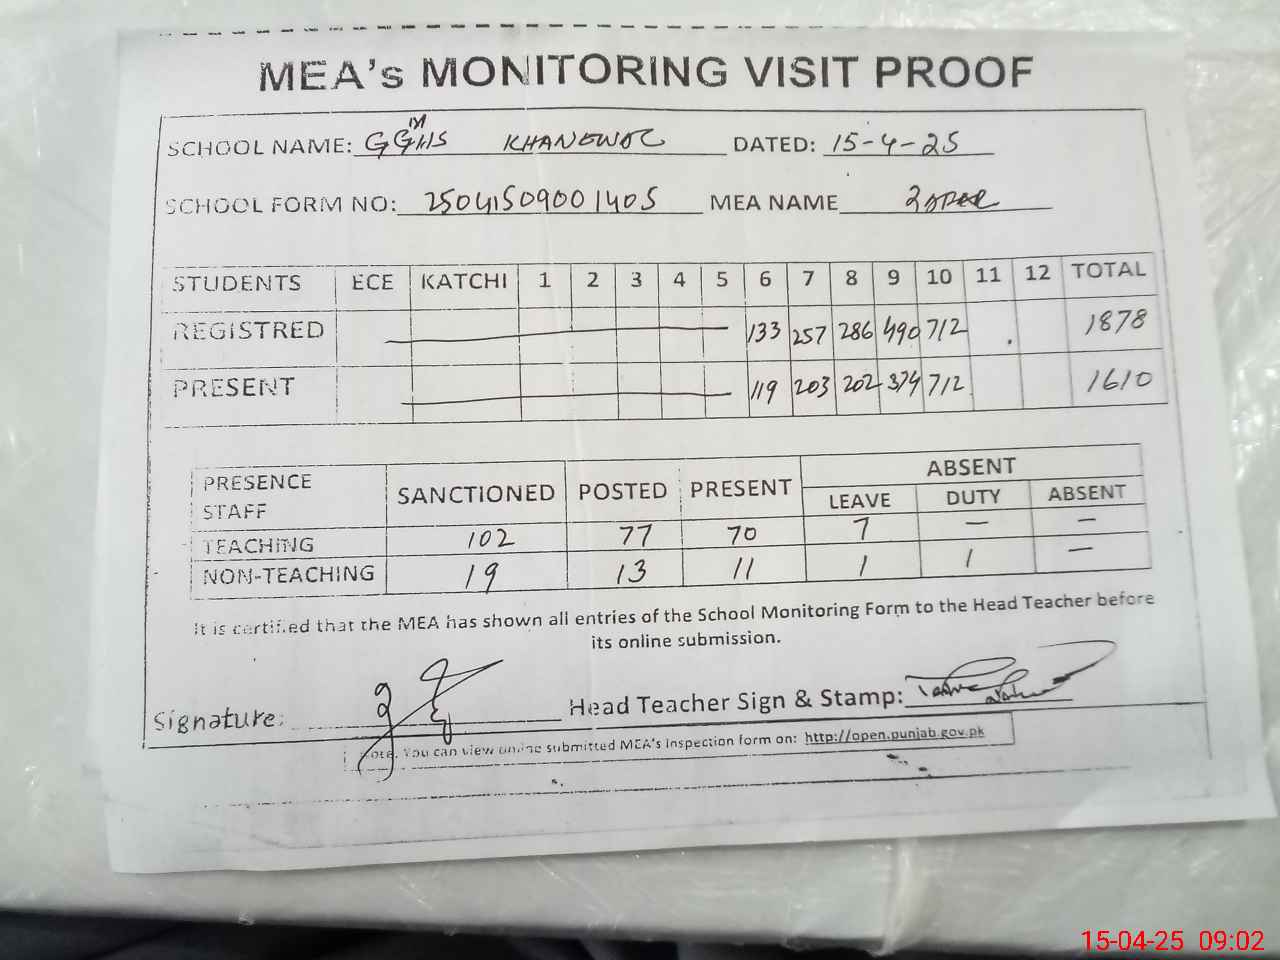 MEA's MONITORING VISIT PROOF
SCHOOL NAME: GGMHS KHANEWAL DATED: 15-4-25
SCHOOL FORM NO: 25041509001405 MEA NAME ZAFAR
STUDENTS ECE KATCHI 1 2 3 4 5 6 7 8 9 10 11 12 TOTAL
REGISTRED 133 257 286 490 712 1878
PRESENT 119 203 202 374 712 1610
PRESENCE STAFF SANCTIONED POSTED PRESENT ABSENT
LEAVE DUTY ABSENT
TEACHING 102 77 70 7 — —
NON-TEACHING 19 13 11 1 1 —
It is certified that the MEA has shown all entries of the School Monitoring Form to the Head Teacher before
its online submission.
Signature: Head Teacher Sign & Stamp:
Note. You can view online submitted MEA's Inspection form on: http://open.punjab.gov.pk
15-04-25 09:02